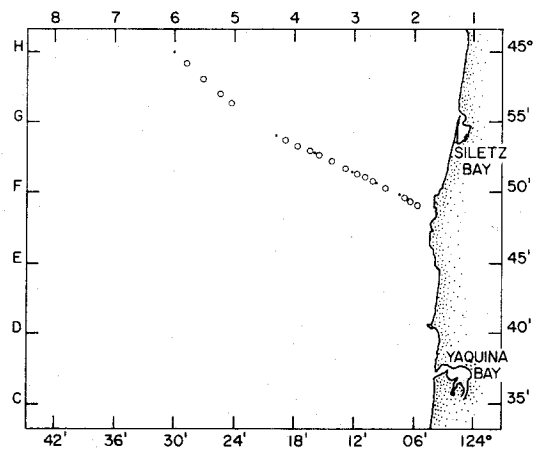 8 7 6 5 4 3 2 1
H 45°
G 55'
SILETZ
BAY
F 50'
E 45'
D 40'
YAQUINA
BAY
C 35'
42' 36' 30' 24' 18' 12' 06' 124°